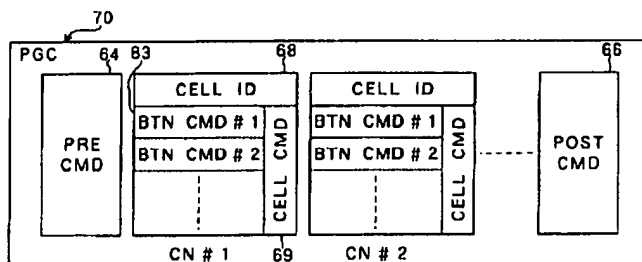 70
PGC
64
83
68
66
PRE CMD
CELL ID
BTN CMD # 1
BTN CMD # 2
CELL CMD
CELL ID
BTN CMD # 1
BTN CMD # 2
CELL CMD
POST CMD
CN # 1
69
CN # 2